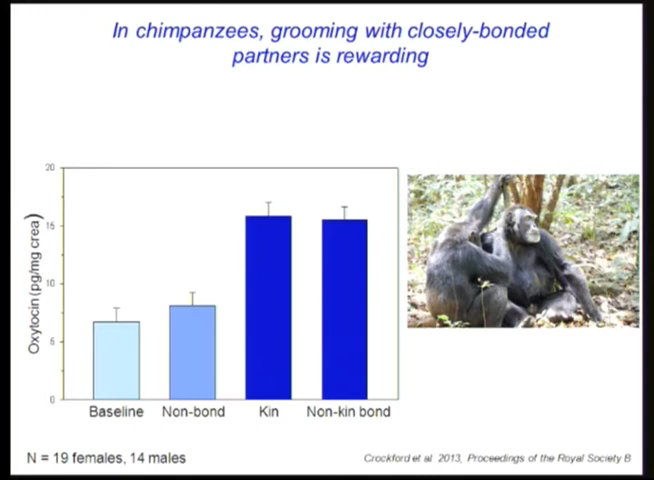 In chimpanzees, grooming with closely-bonded
partners is rewarding
20
15
10
5
0
Oxytocin (pg/mg crea)
Baseline
Non-bond
Kin
Non-kin bond
N = 19 females, 14 males
Crockford et al 2013, Proceedings of the Royal Society B